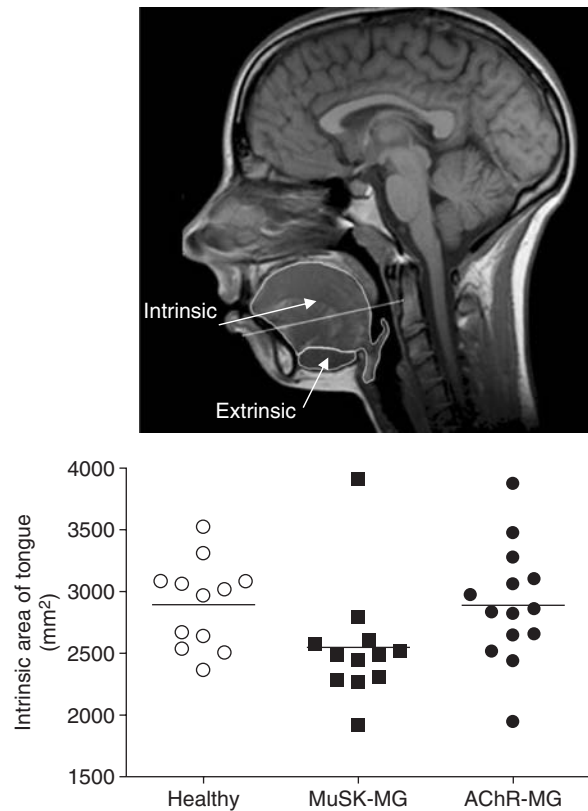 Intrinsic
Extrinsic
Intrinsic area of tongue
(mm2)
4000
3500
3000
2500
2000
1500
Healthy
MuSK-MG
AChR-MG